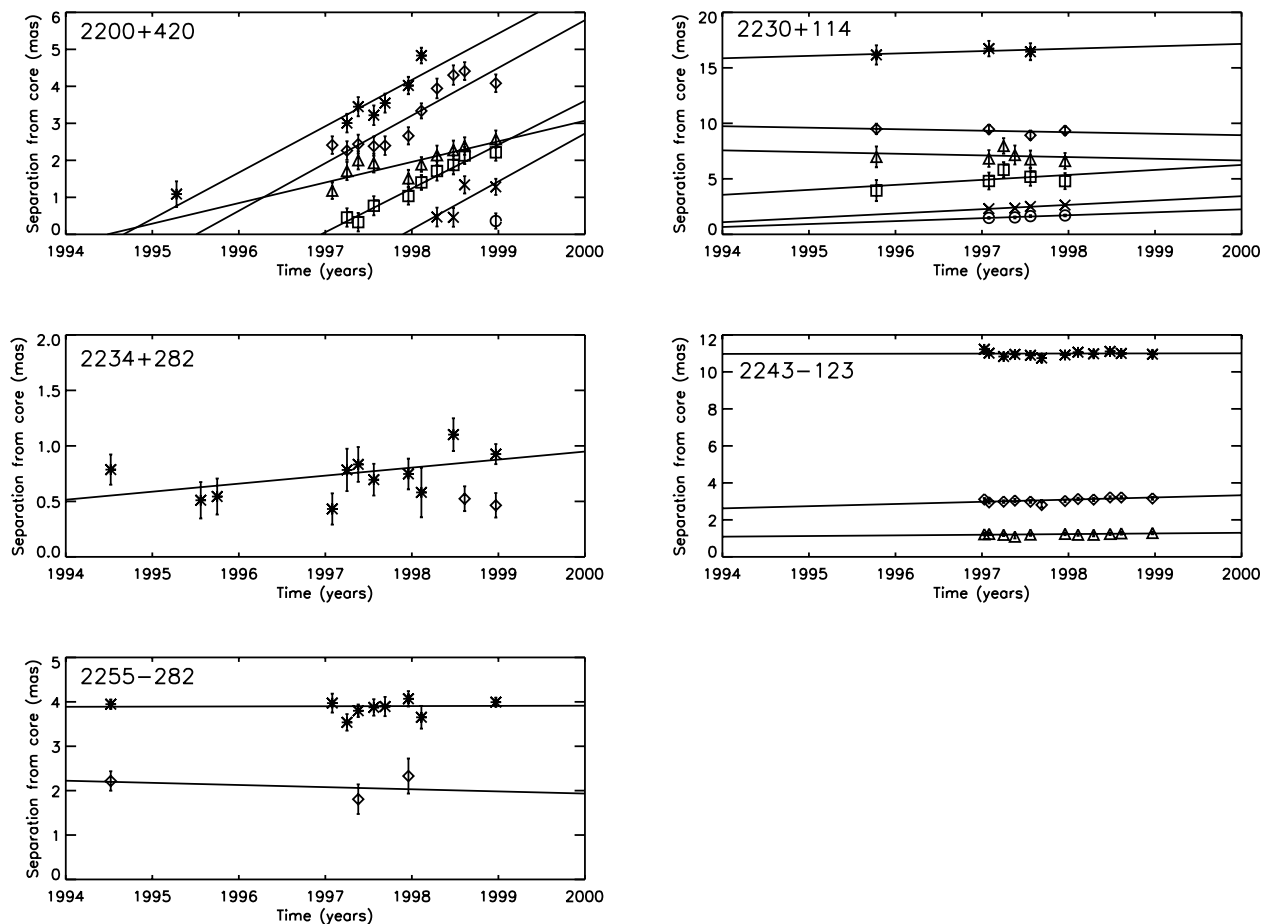 2200+420
Separation from core (mas)
6
5
4
3
2
1
0
1994 1995 1996 1997 1998 1999 2000
Time (years)
2230+114
Separation from core (mas)
20
15
10
5
0
1994 1995 1996 1997 1998 1999 2000
Time (years)
2234+282
Separation from core (mas)
2.0
1.5
1.0
0.5
0.0
1994 1995 1996 1997 1998 1999 2000
Time (years)
2243−123
Separation from core (mas)
12
10
8
6
4
2
0
1994 1995 1996 1997 1998 1999 2000
Time (years)
2255−282
Separation from core (mas)
5
4
3
2
1
0
1994 1995 1996 1997 1998 1999 2000
Time (years)